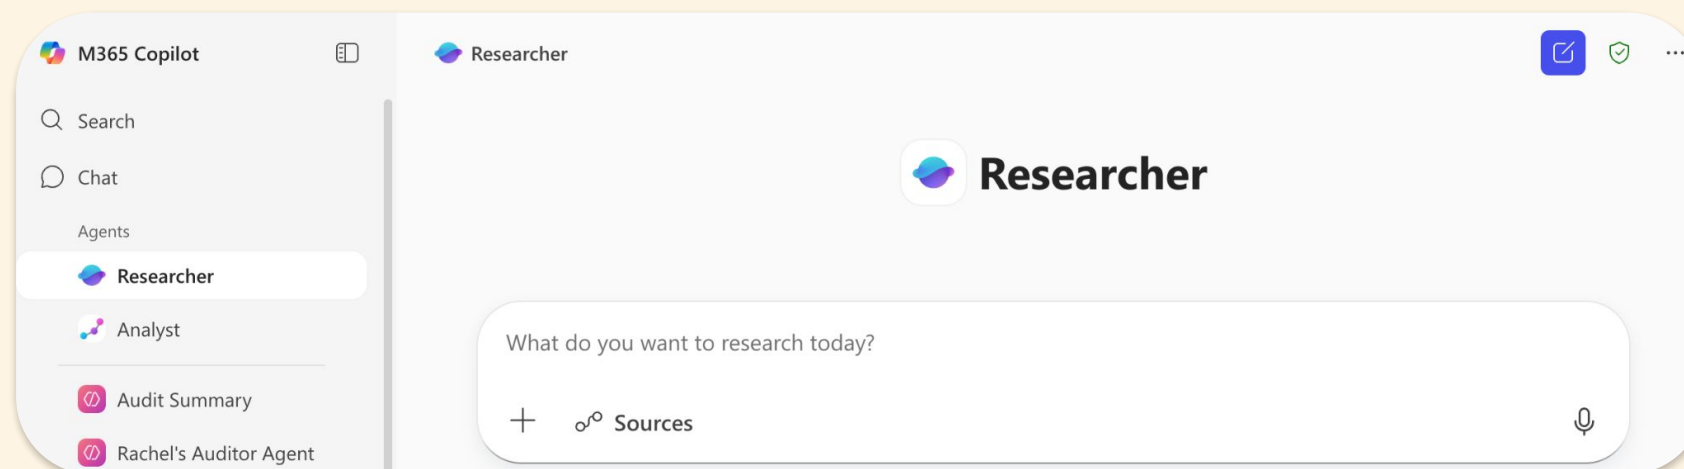 M365 Copilot
Search
Chat
Agents
Researcher
Analyst
Audit Summary
Rachel's Auditor Agent
Researcher
Researcher
What do you want to research today?
Sources